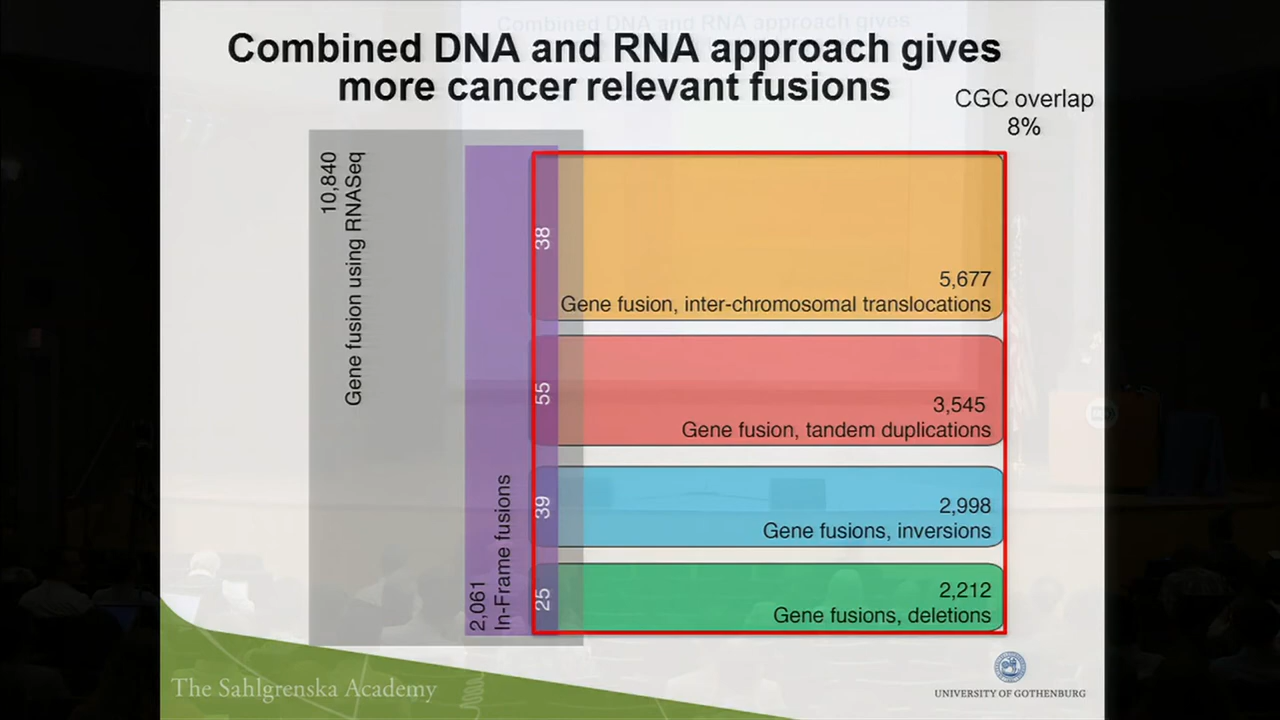 Combined DNA and RNA approach gives
more cancer relevant fusions
CGC overlap
8%
10,840
Gene fusion using RNASeq
2,061
In-Frame fusions
38
5,677
Gene fusion, inter-chromosomal translocations
55
3,545
Gene fusion, tandem duplications
39
2,998
Gene fusions, inversions
25
2,212
Gene fusions, deletions
The Sahlgrenska Academy
UNIVERSITY OF GOTHENBURG